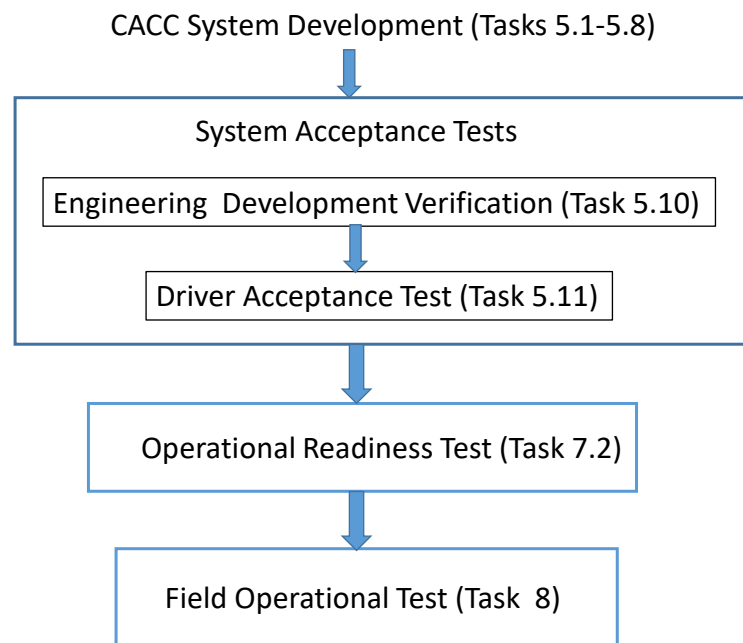 CACC System Development (Tasks 5.1-5.8)
System Acceptance Tests
Engineering Development Verification (Task 5.10)
Driver Acceptance Test (Task 5.11)
Operational Readiness Test (Task 7.2)
Field Operational Test (Task 8)